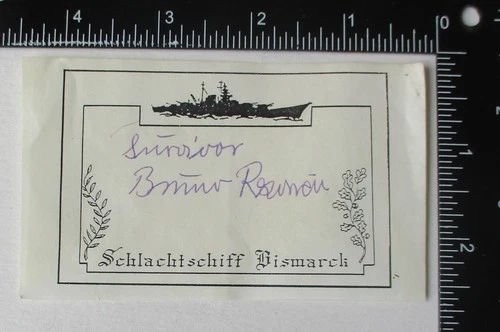 4 3 2 1 0
1
2
Survivor
Bruno Rzonca
Schlachtschiff Bismarck